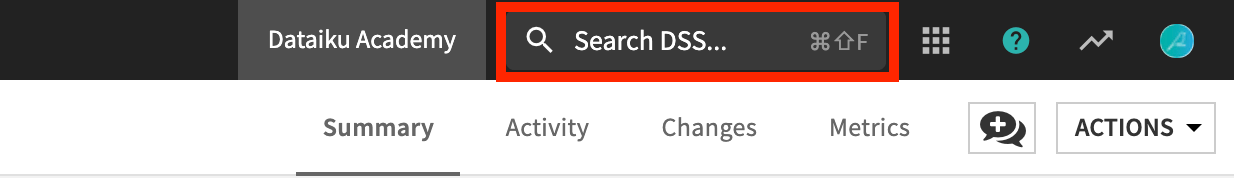 Dataiku Academy Search DSS... ⌘⇧F ?
Summary Activity Changes Metrics ACTIONS